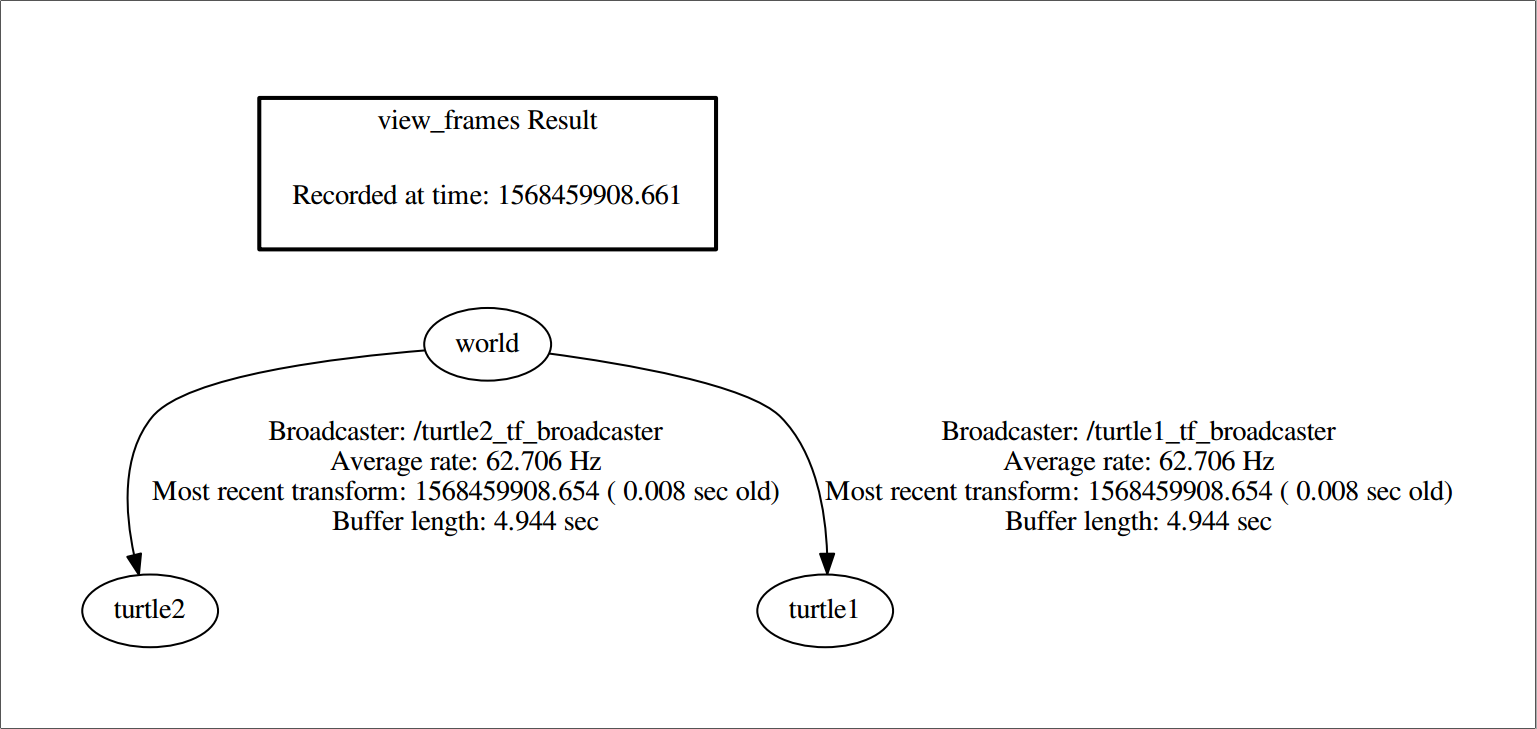 view_frames Result
Recorded at time: 1568459908.661
world
Broadcaster: /turtle2_tf_broadcaster
Average rate: 62.706 Hz
Most recent transform: 1568459908.654 ( 0.008 sec old)
Buffer length: 4.944 sec
Broadcaster: /turtle1_tf_broadcaster
Average rate: 62.706 Hz
Most recent transform: 1568459908.654 ( 0.008 sec old)
Buffer length: 4.944 sec
turtle2
turtle1